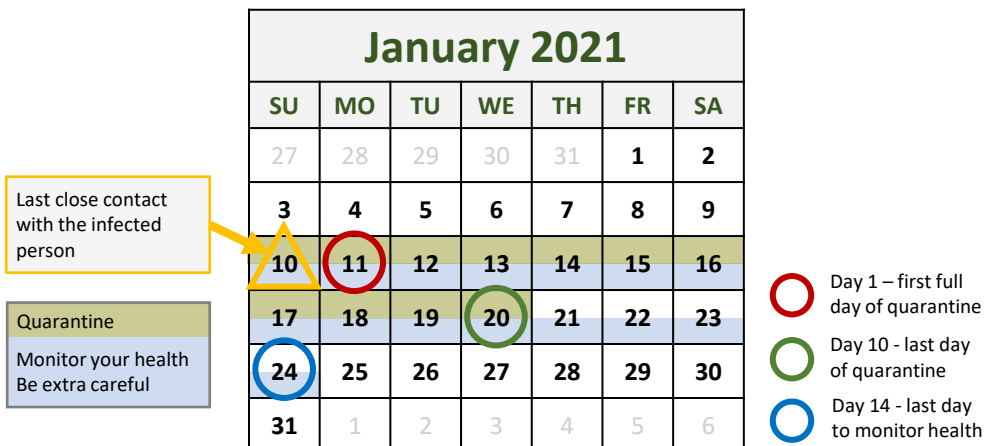 January 2021
SU MO TU WE TH FR SA
27 28 29 30 31 1 2
3 4 5 6 7 8 9
10 11 12 13 14 15 16
17 18 19 20 21 22 23
24 25 26 27 28 29 30
31 1 2 3 4 5 6
Last close contact
with the infected
person
Quarantine
Monitor your health
Be extra careful
Day 1 – first full
day of quarantine
Day 10 - last day
of quarantine
Day 14 - last day
to monitor health